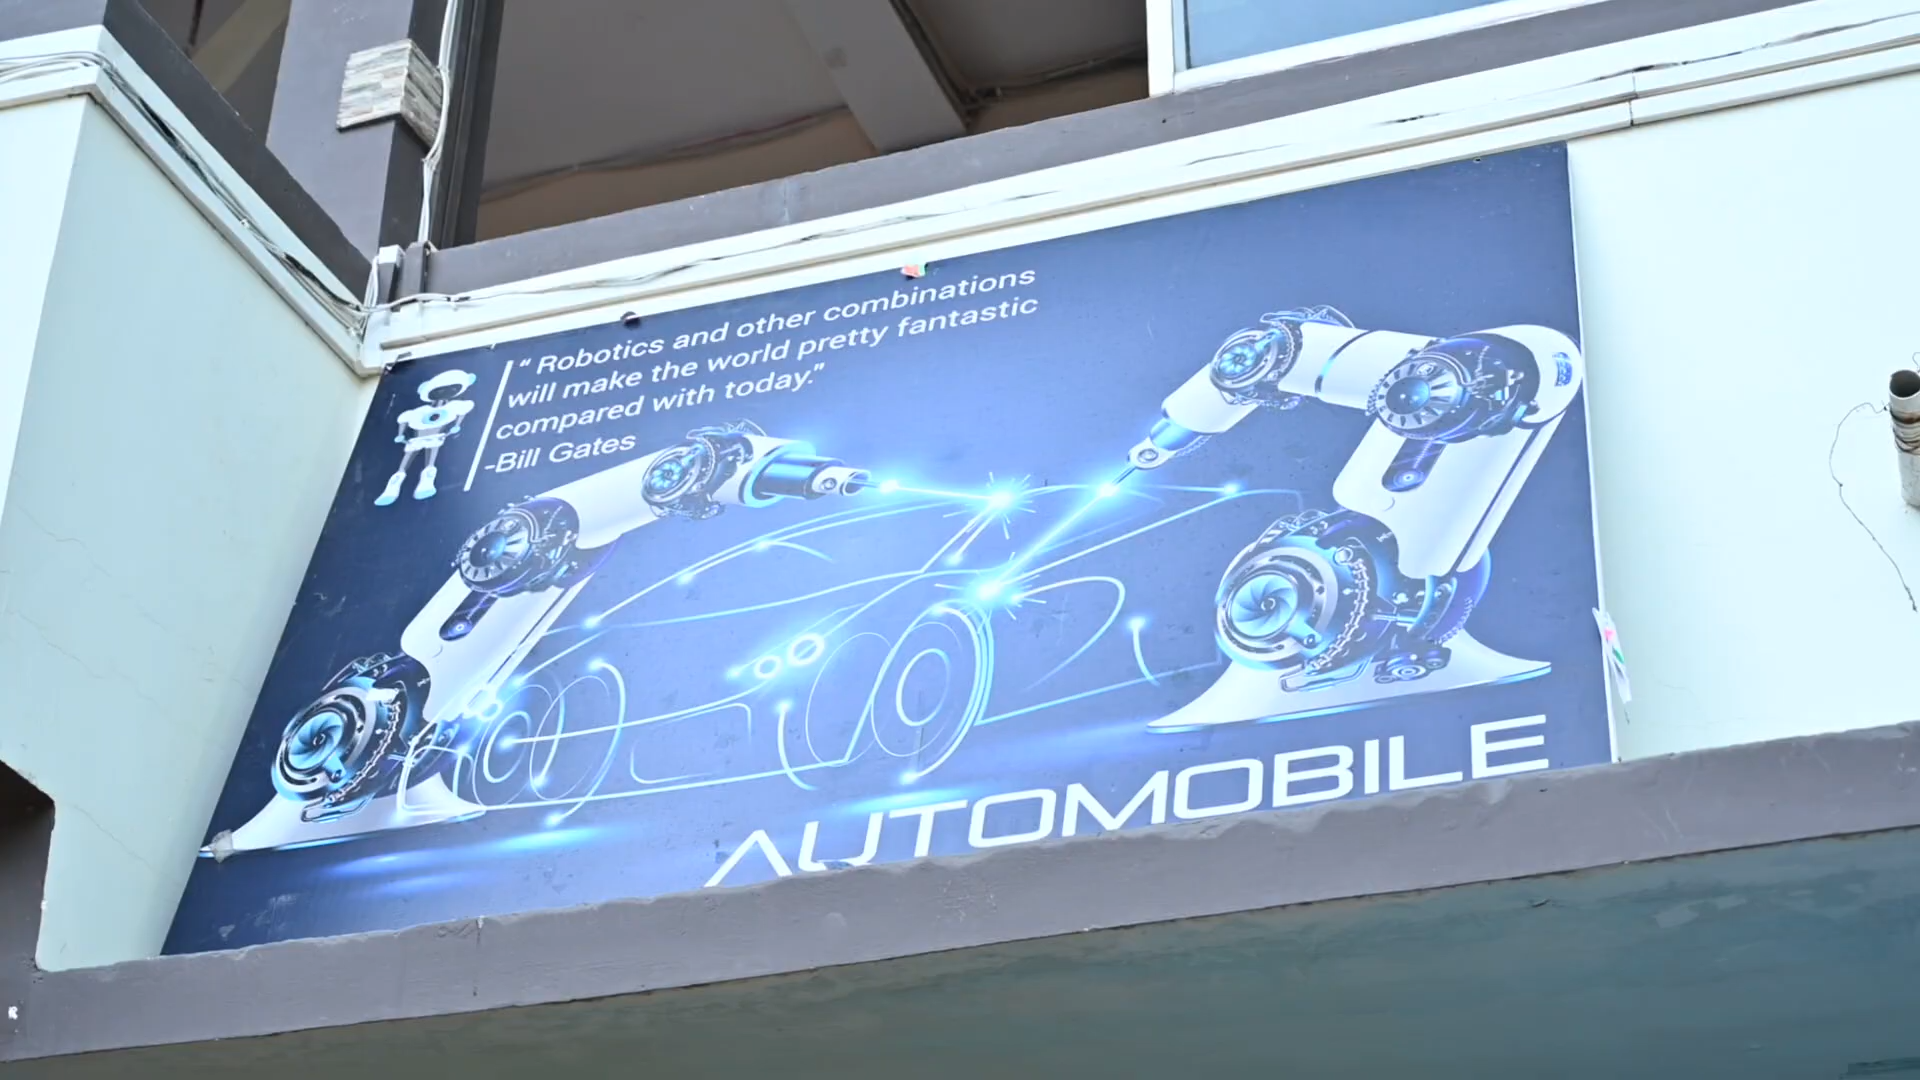 “ Robotics and other combinations
will make the world pretty fantastic
compared with today.”
-Bill Gates
AUTOMOBILE